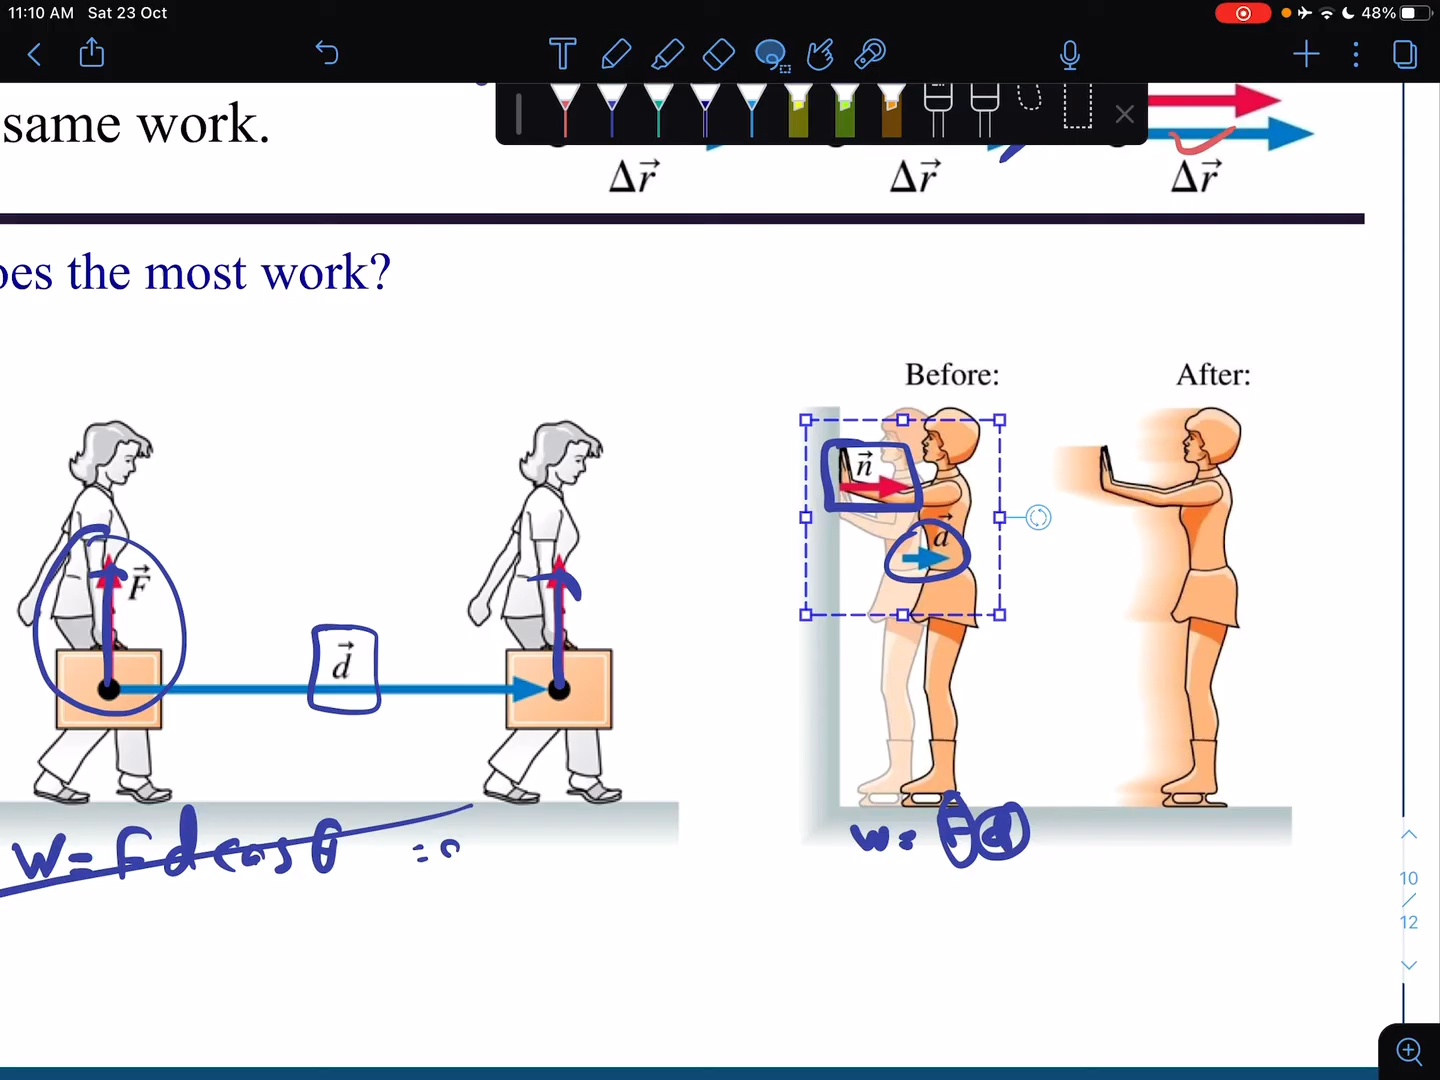 11:10 AM Sat 23 Oct
48%
T
same work.
Δr⃗ Δr⃗ Δr⃗
oes the most work?
Before: After:
n⃗
d⃗
F⃗
d⃗
W = F d cos θ = 0
W = F d
10
/
12